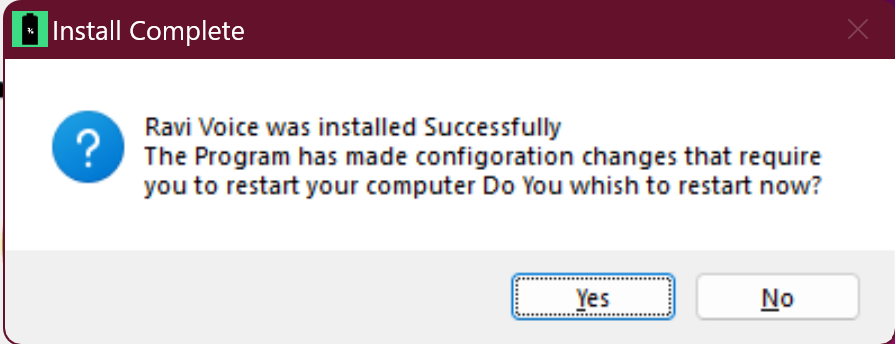 Install Complete
Ravi Voice was installed Successfully
The Program has made configoration changes that require
you to restart your computer Do You whish to restart now?
Yes
No